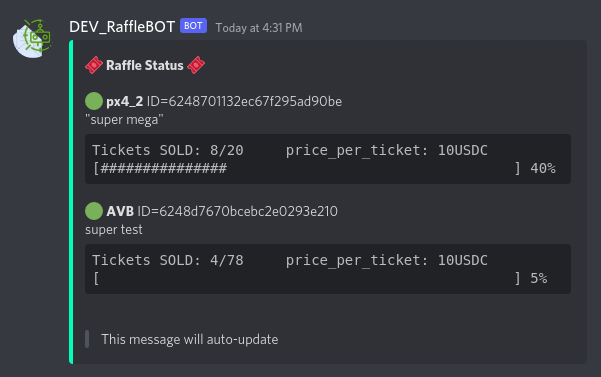 DEV_RaffleBOT BOT Today at 4:31 PM
Raffle Status
px4_2 ID=6248701132ec67f295ad90be
"super mega"
Tickets SOLD: 8/20     price_per_ticket: 10USDC
[###############                                  ] 40%
AVB ID=6248d7670bcebc2e0293e210
super test
Tickets SOLD: 4/78     price_per_ticket: 10USDC
[                                                 ] 5%
This message will auto-update